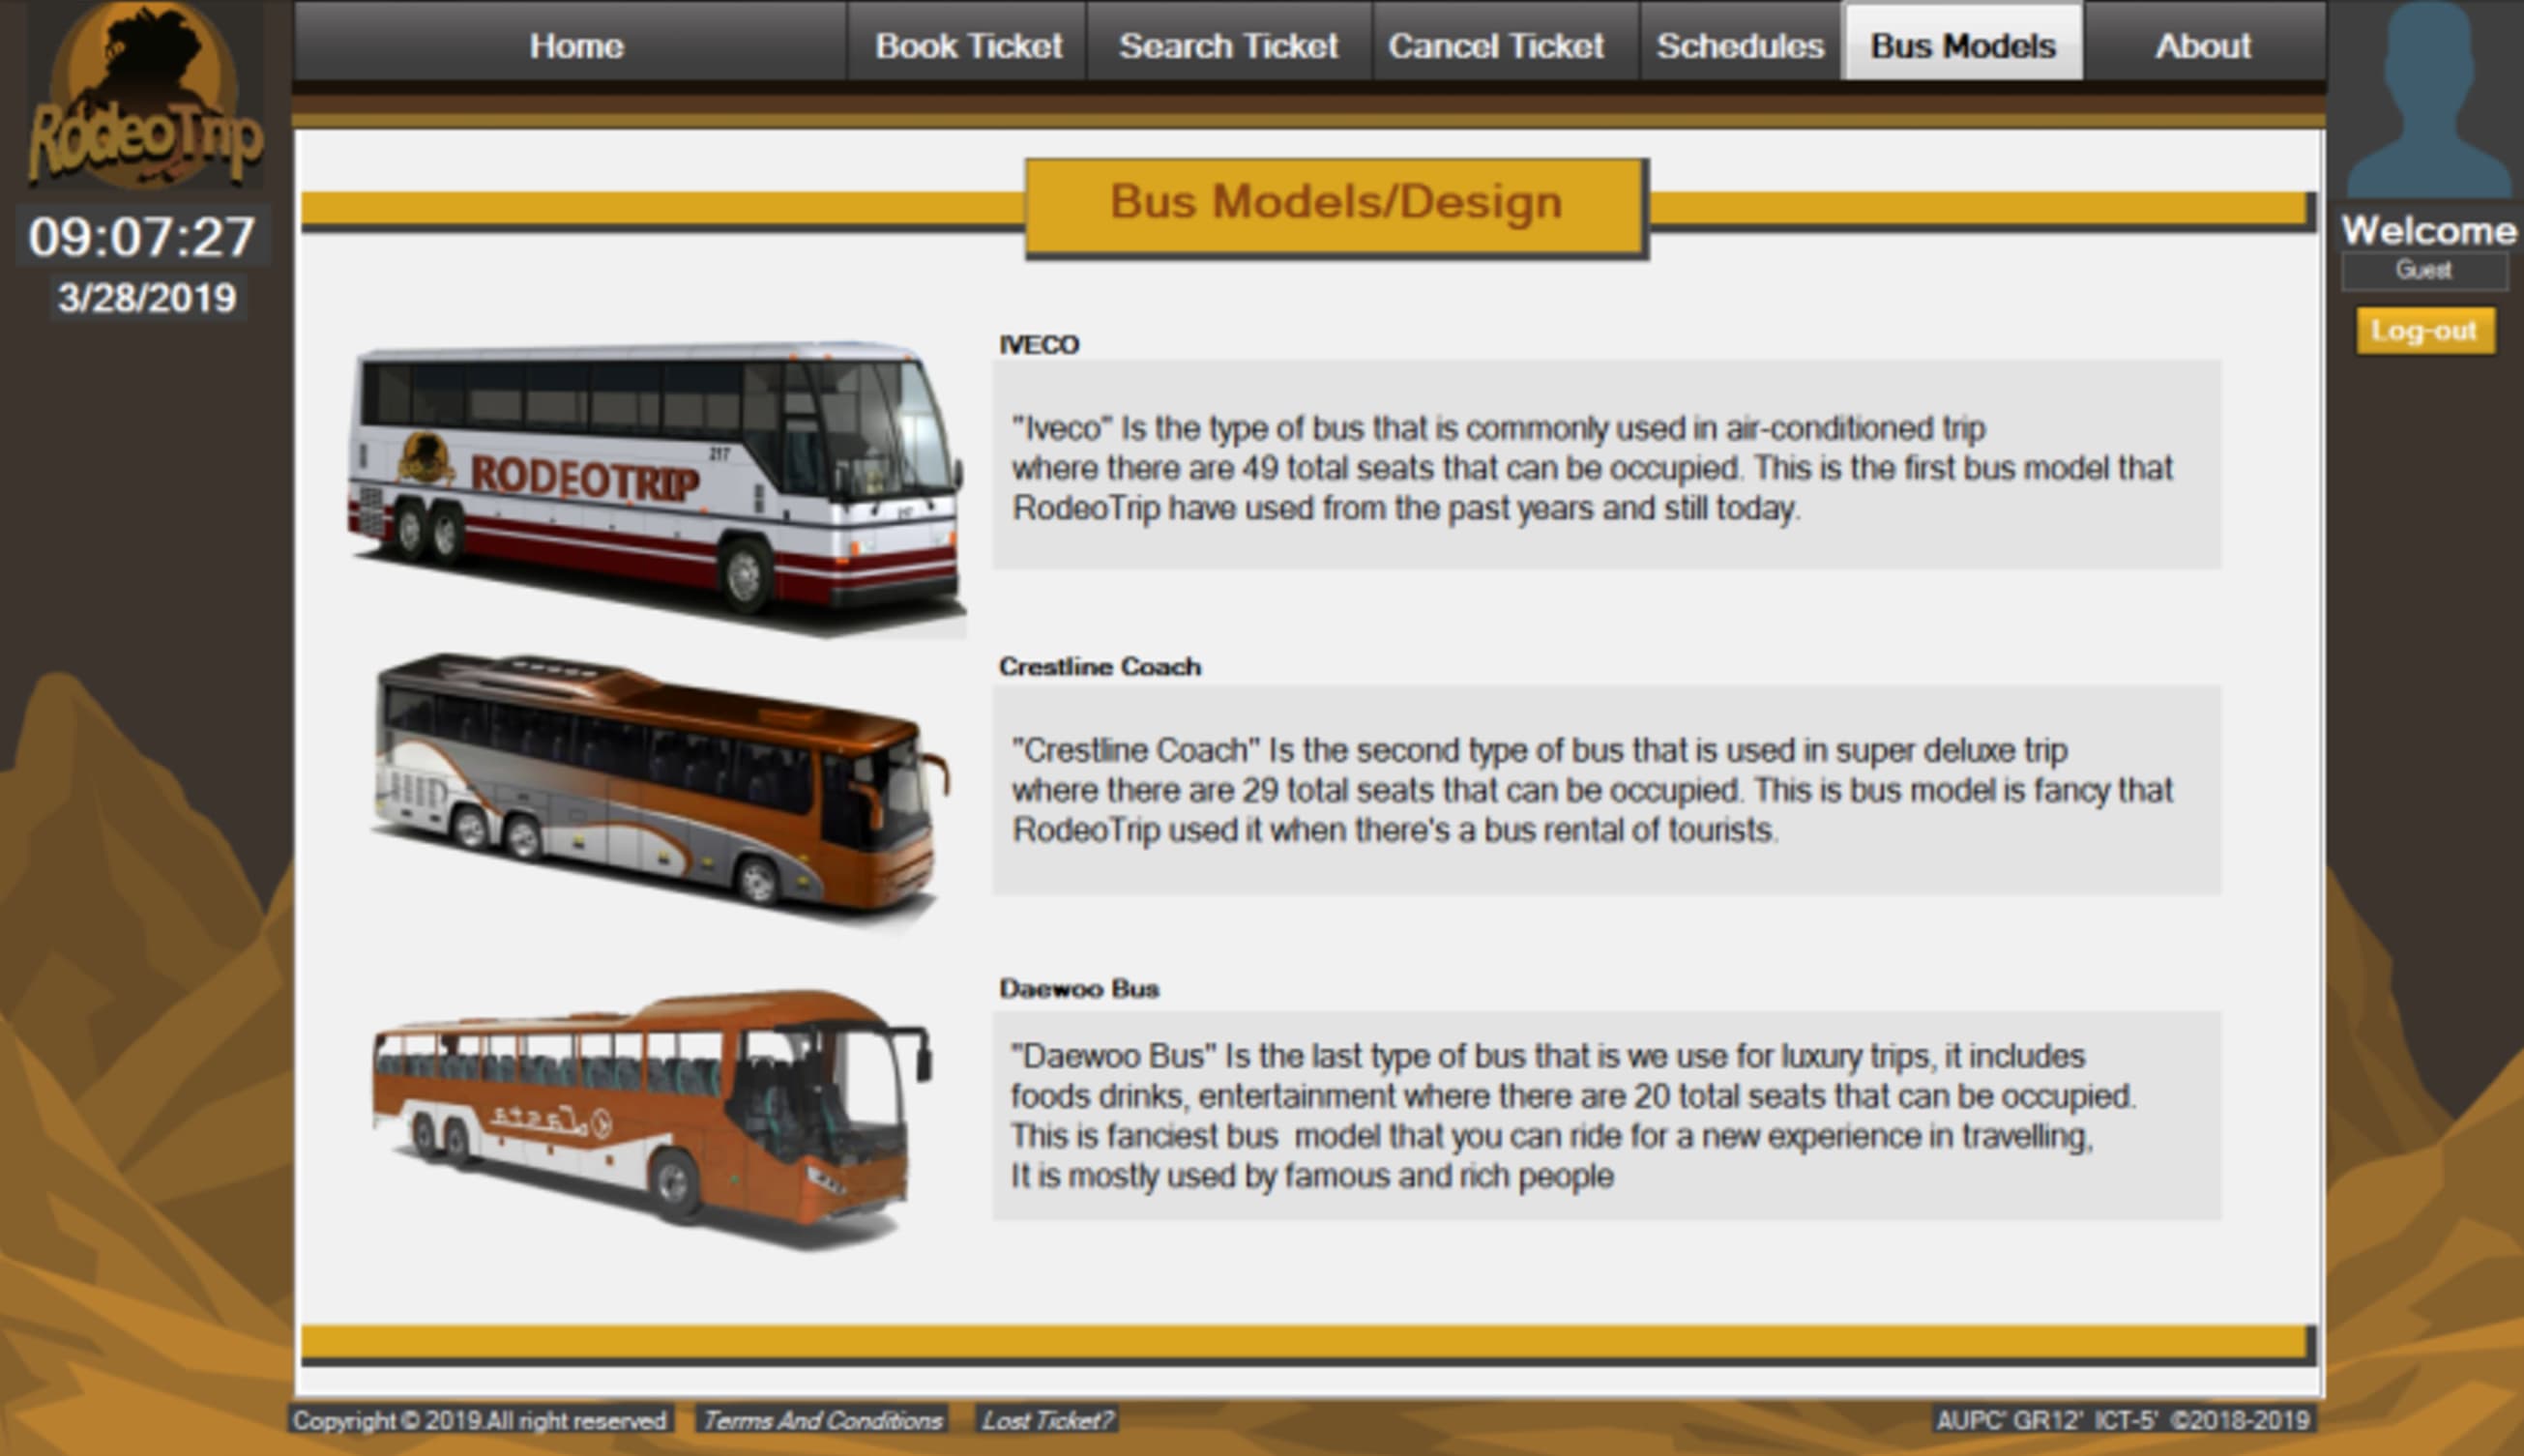 Home
Book Ticket
Search Ticket
Cancel Ticket
Schedules
Bus Models
About
RodeoTrip
09:07:27
3/28/2019
Welcome
Guest
Log-out
Bus Models/Design
IVECO
"Iveco" Is the type of bus that is commonly used in air-conditioned trip
where there are 49 total seats that can be occupied. This is the first bus model that
RodeoTrip have used from the past years and still today.
217
RODEOTRIP
Crestline Coach
"Crestline Coach" Is the second type of bus that is used in super deluxe trip
where there are 29 total seats that can be occupied. This is bus model is fancy that
RodeoTrip used it when there's a bus rental of tourists.
Daewoo Bus
"Daewoo Bus" Is the last type of bus that is we use for luxury trips, it includes
foods drinks, entertainment where there are 20 total seats that can be occupied.
This is fanciest bus  model that you can ride for a new experience in travelling,
It is mostly used by famous and rich people
Copyright © 2019.All right reserved
Terms And Conditions
Lost Ticket?
AUPC' GR12'  ICT-5'  ©2018-2019